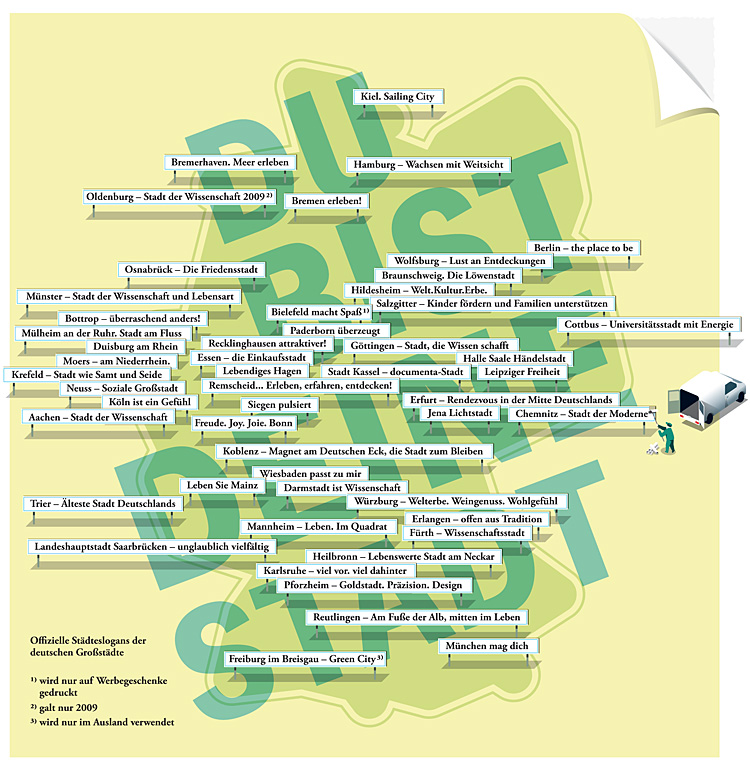 DU
BIST
DEINE
STADT
Kiel. Sailing City
Bremerhaven. Meer erleben
Hamburg – Wachsen mit Weitsicht
Oldenburg – Stadt der Wissenschaft 2009 2)
Bremen erleben!
Berlin – the place to be
Wolfsburg – Lust an Entdeckungen
Osnabrück – Die Friedensstadt
Braunschweig. Die Löwenstadt
Hildesheim – Welt.Kultur.Erbe.
Münster – Stadt der Wissenschaft und Lebensart
Salzgitter – Kinder fördern und Familien unterstützen
Bielefeld macht Spaß 1)
Bottrop – überraschend anders!
Cottbus – Universitätsstadt mit Energie
Paderborn überzeugt
Mülheim an der Ruhr. Stadt am Fluss
Recklinghausen attraktiver!
Göttingen – Stadt, die Wissen schafft
Duisburg am Rhein
Essen – die Einkaufsstadt
Halle Saale Händelstadt
Moers – am Niederrhein.
Lebendiges Hagen
Stadt Kassel – documenta-Stadt
Leipziger Freiheit
Krefeld – Stadt wie Samt und Seide
Remscheid... Erleben, erfahren, entdecken!
Neuss – Soziale Großstadt
Erfurt – Rendezvous in der Mitte Deutschlands
Köln ist ein Gefühl
Siegen pulsiert
Jena Lichtstadt
Chemnitz – Stadt der Moderne
Aachen – Stadt der Wissenschaft
Freude. Joy. Joie. Bonn
Koblenz – Magnet am Deutschen Eck, die Stadt zum Bleiben
Wiesbaden passt zu mir
Leben Sie Mainz
Darmstadt ist Wissenschaft
Trier – Älteste Stadt Deutschlands
Würzburg – Welterbe. Weingenuss. Wohlgefühl
Erlangen – offen aus Tradition
Mannheim – Leben. Im Quadrat
Fürth – Wissenschaftsstadt
Landeshauptstadt Saarbrücken – unglaublich vielfältig
Heilbronn – Lebenswerte Stadt am Neckar
Karlsruhe – viel vor. viel dahinter
Pforzheim – Goldstadt. Präzision. Design
Reutlingen – Am Fuße der Alb, mitten im Leben
München mag dich
Freiburg im Breisgau – Green City 3)
Offizielle Städteslogans der
deutschen Großstädte
1) wird nur auf Werbegeschenke
gedruckt
2) galt nur 2009
3) wird nur im Ausland verwendet